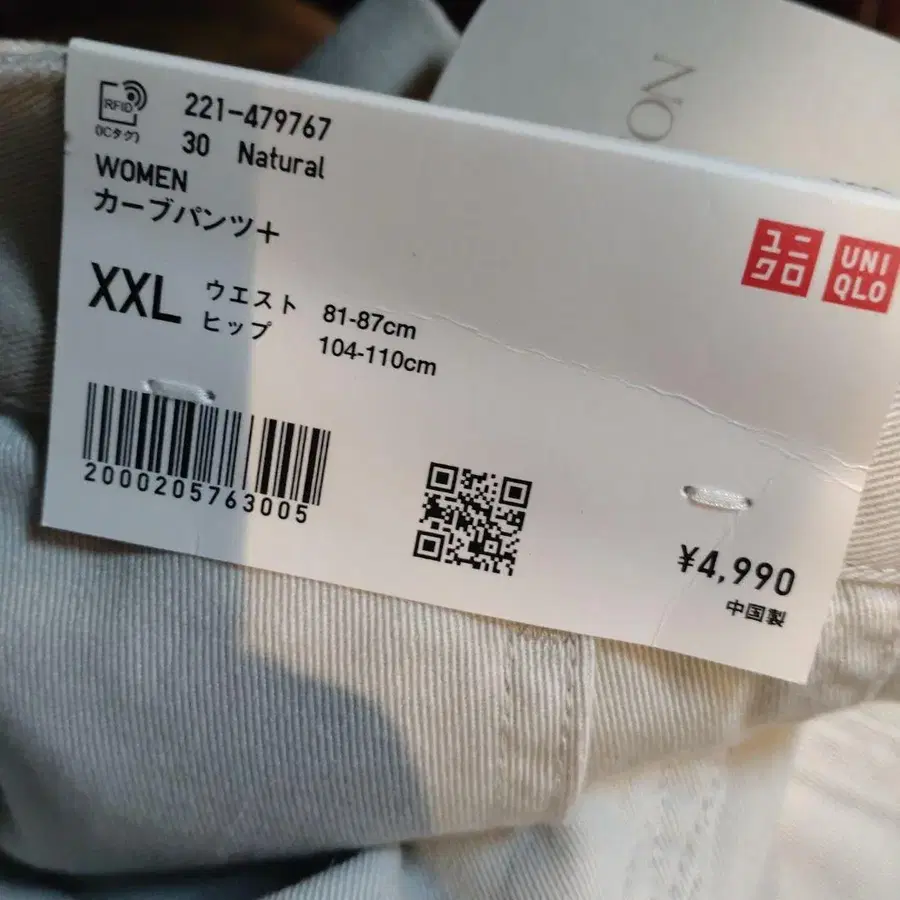 RFID
(ICタグ)
221-479767
30 Natural
WOMEN
カーブパンツ+
XXL
ウエスト 81-87cm
ヒップ 104-110cm
2000205763005
ユニクロ
UNIQLO
¥4,990
中国製
ON